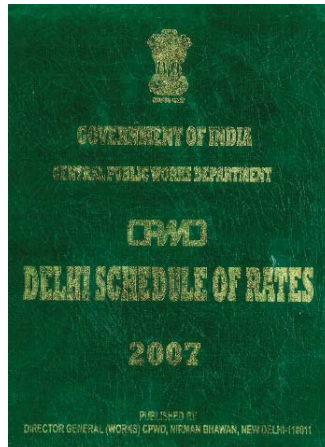 GOVERNMENT OF INDIA
CENTRAL PUBLIC WORKS DEPARTMENT
CPWD
DELHI SCHEDULE OF RATES
2007
PUBLISHED BY
DIRECTOR GENERAL (WORKS) CPWD, NIRMAN BHAWAN, NEW DELHI-110011